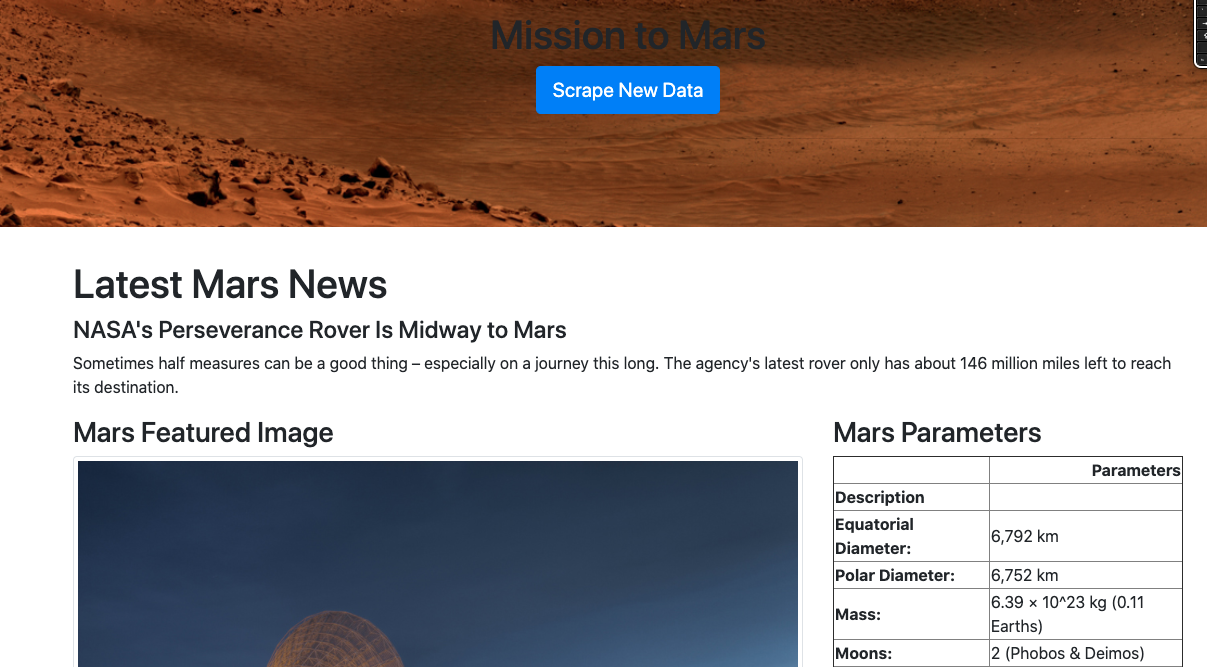 Mission to Mars
Scrape New Data
Latest Mars News
NASA's Perseverance Rover Is Midway to Mars
Sometimes half measures can be a good thing – especially on a journey this long. The agency's latest rover only has about 146 million miles left to reach
its destination.
Mars Featured Image
Mars Parameters
Parameters
Description
Equatorial
Diameter:
6,792 km
Polar Diameter:
6,752 km
Mass:
6.39 × 10^23 kg (0.11
Earths)
Moons:
2 (Phobos & Deimos)